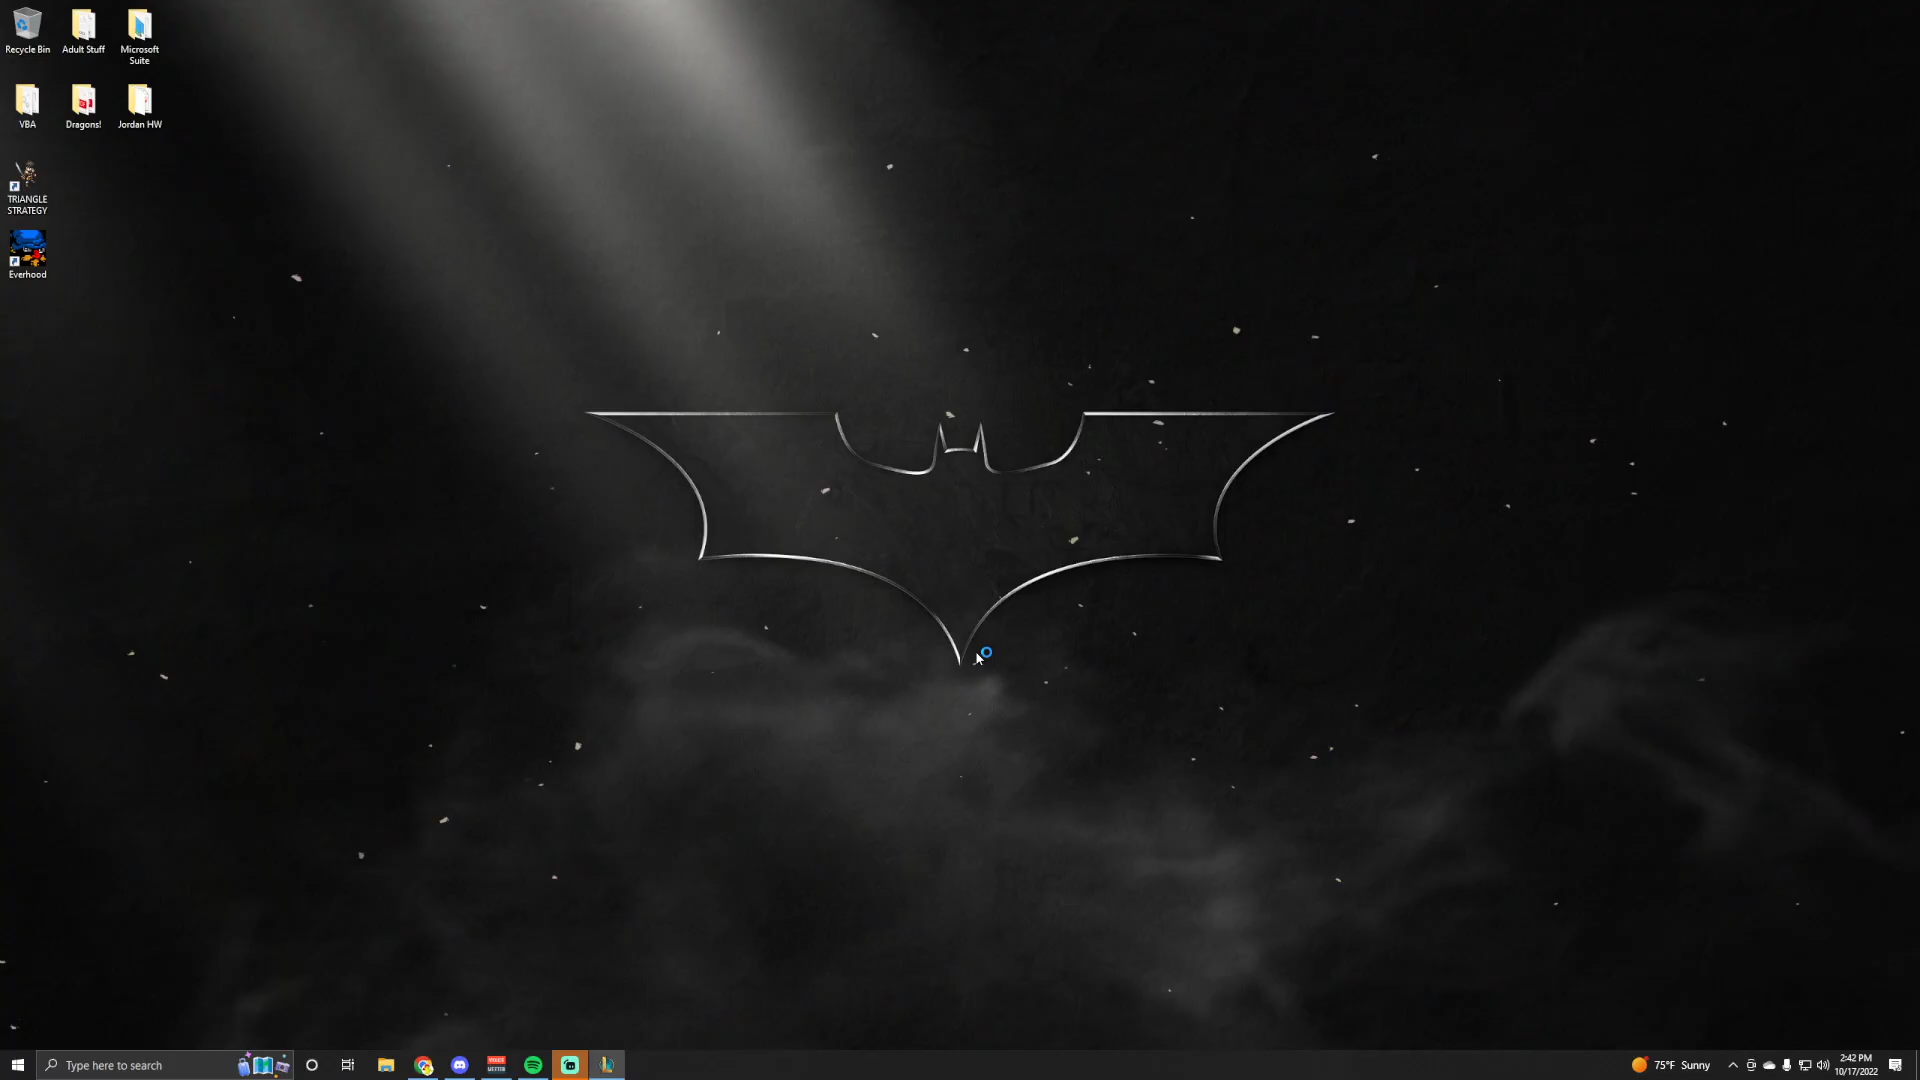 Recycle Bin
Adult Stuff
Microsoft
Suite
VBA
Dragons!
Jordan HW
TRIANGLE
STRATEGY
Everhood
Type here to search
75°F Sunny
2:42 PM
10/17/2022